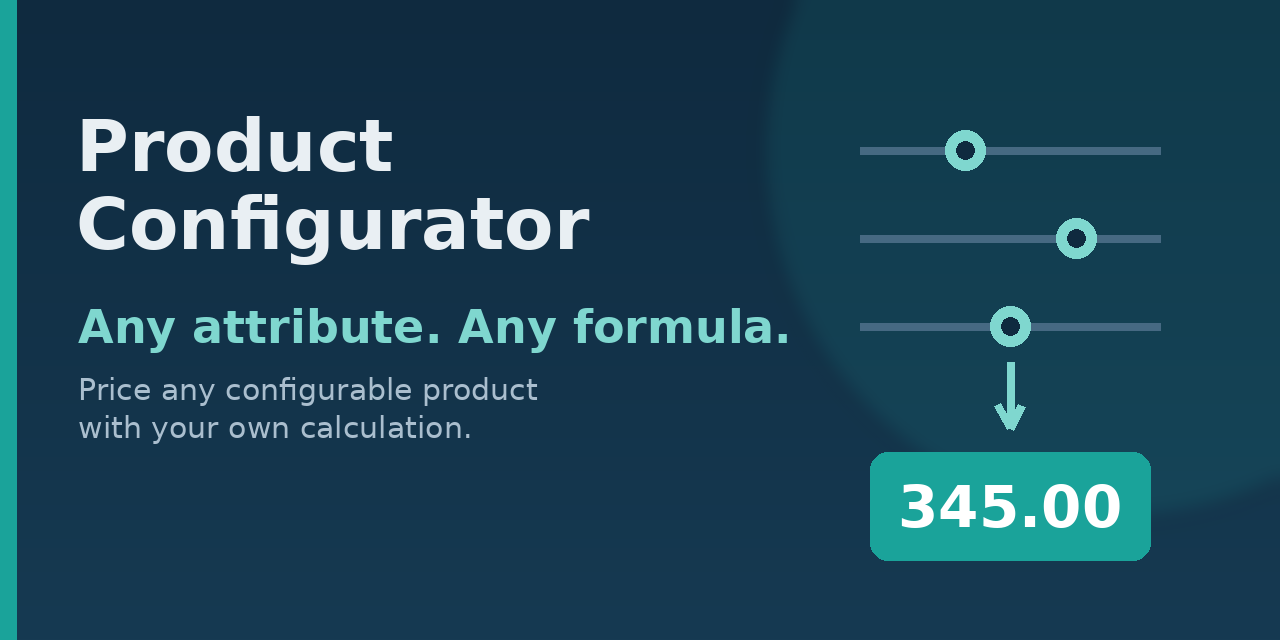 Product
Configurator
Any attribute. Any formula.
Price any configurable product
with your own calculation.
345.00